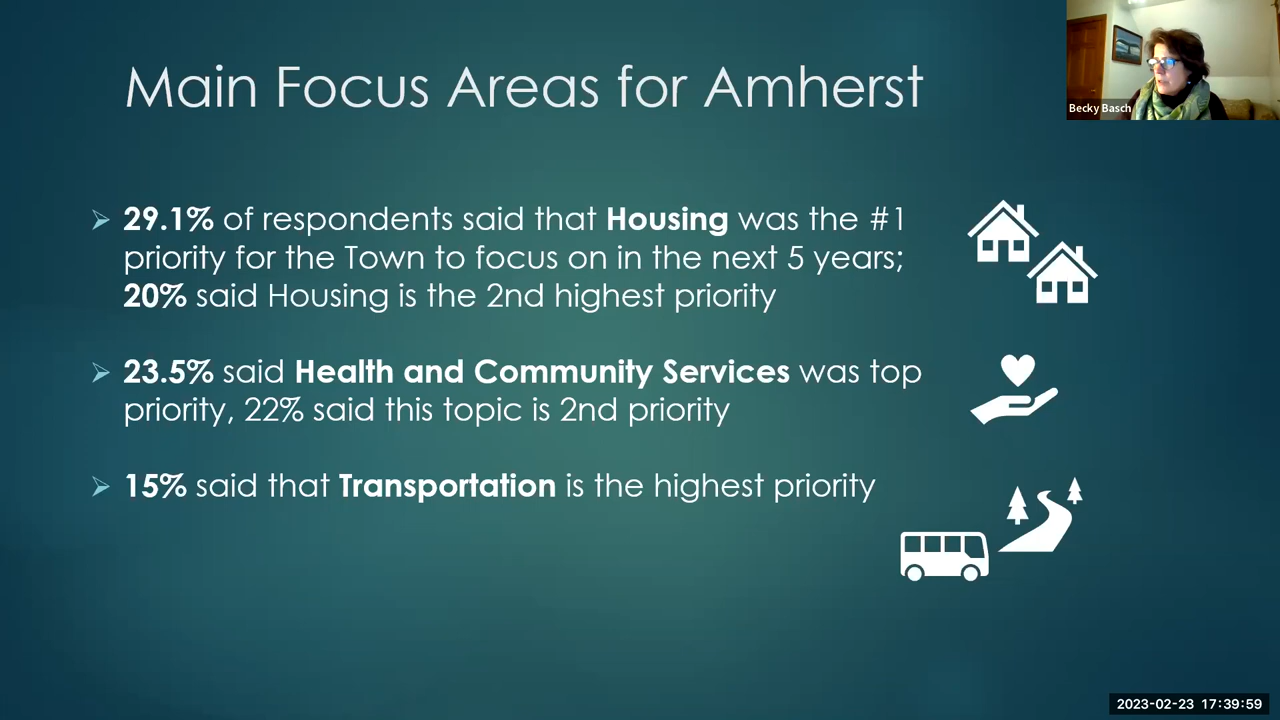 Main Focus Areas for Amherst
Becky Basch
29.1% of respondents said that Housing was the #1
priority for the Town to focus on in the next 5 years;
20% said Housing is the 2nd highest priority
23.5% said Health and Community Services was top
priority, 22% said this topic is 2nd priority
15% said that Transportation is the highest priority
2023-02-23 17:39:59